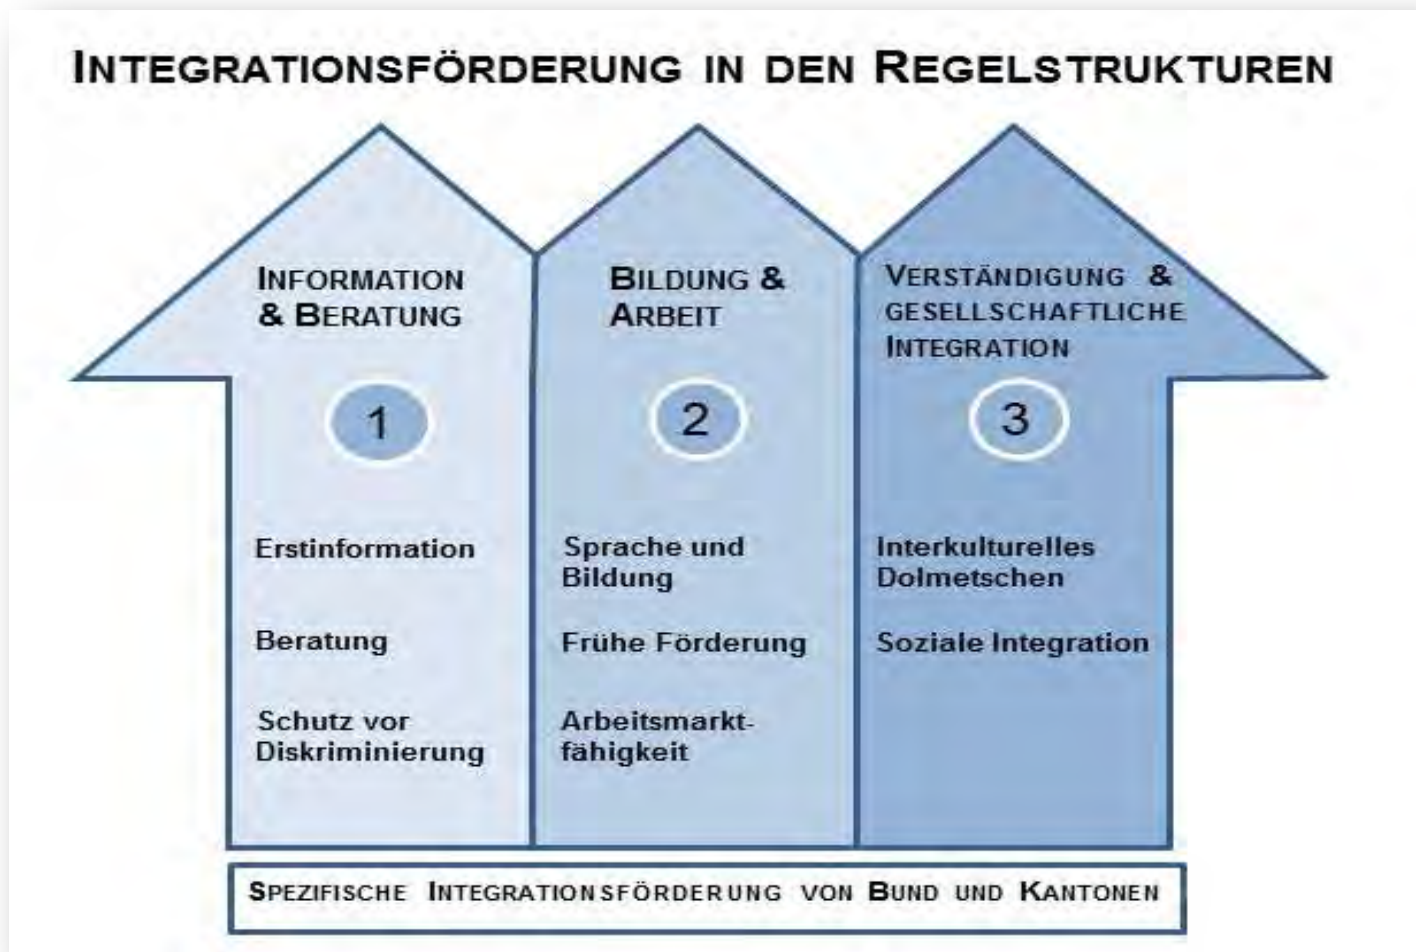 INTEGRATIONSFÖRDERUNG IN DEN REGELSTRUKTUREN
INFORMATION
& BERATUNG
1
Erstinformation
Beratung
Schutz vor
Diskriminierung
BILDUNG &
ARBEIT
2
Sprache und
Bildung
Frühe Förderung
Arbeitsmarkt-
fähigkeit
VERSTÄNDIGUNG &
GESELLSCHAFTLICHE
INTEGRATION
3
Interkulturelles
Dolmetschen
Soziale Integration
SPEZIFISCHE INTEGRATIONSFÖRDERUNG VON BUND UND KANTONEN